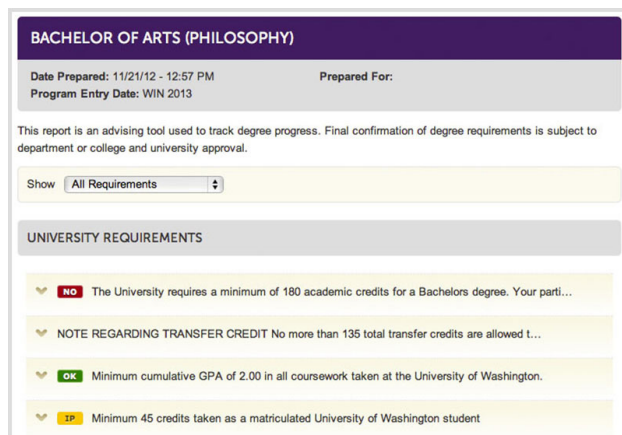 BACHELOR OF ARTS (PHILOSOPHY)
Date Prepared: 11/21/12 - 12:57 PM Prepared For:
Program Entry Date: WIN 2013
This report is an advising tool used to track degree progress. Final confirmation of degree requirements is subject to
department or college and university approval.
Show All Requirements
UNIVERSITY REQUIREMENTS
NO The University requires a minimum of 180 academic credits for a Bachelors degree. Your parti...
NOTE REGARDING TRANSFER CREDIT No more than 135 total transfer credits are allowed t...
OK Minimum cumulative GPA of 2.00 in all coursework taken at the University of Washington.
IP Minimum 45 credits taken as a matriculated University of Washington student